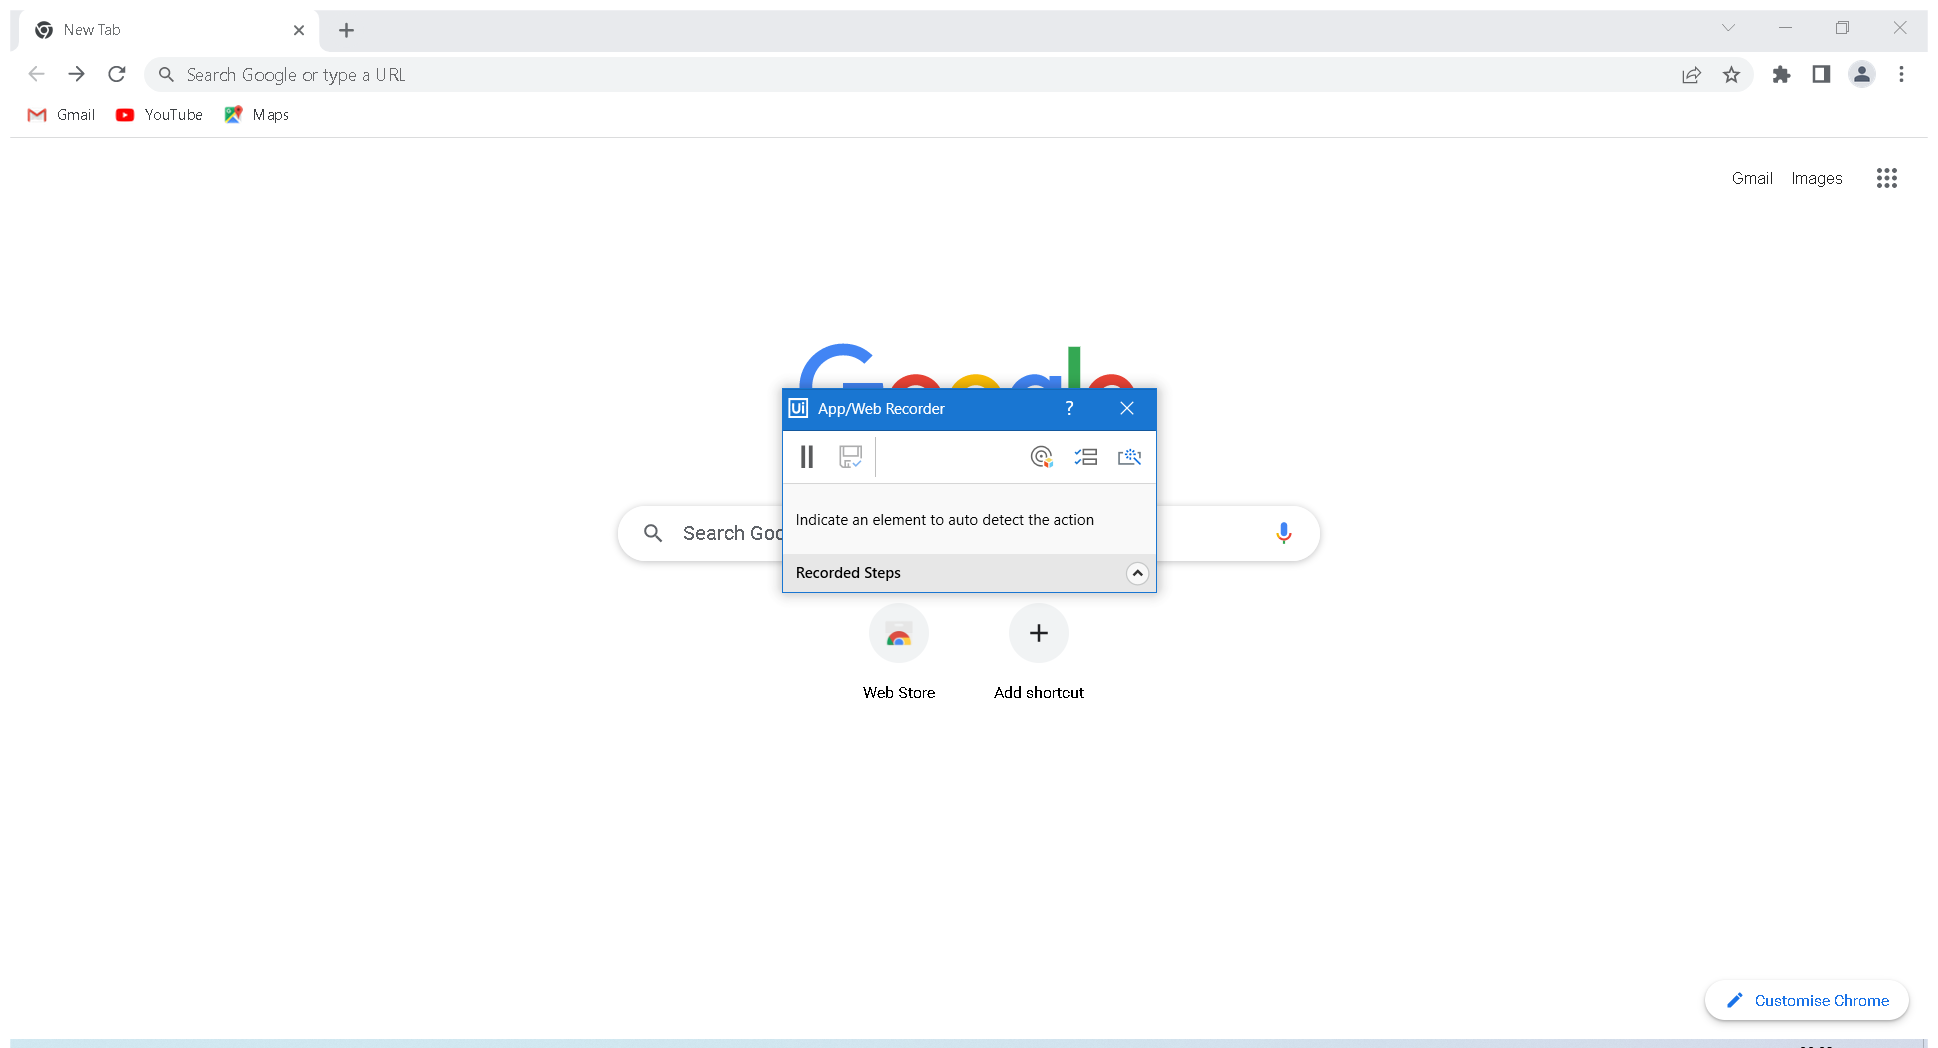 New Tab
Search Google or type a URL
Gmail YouTube Maps
Gmail Images
Ui App/Web Recorder ?
Indicate an element to auto detect the action
Search Goo
Recorded Steps
Web Store Add shortcut
Customise Chrome